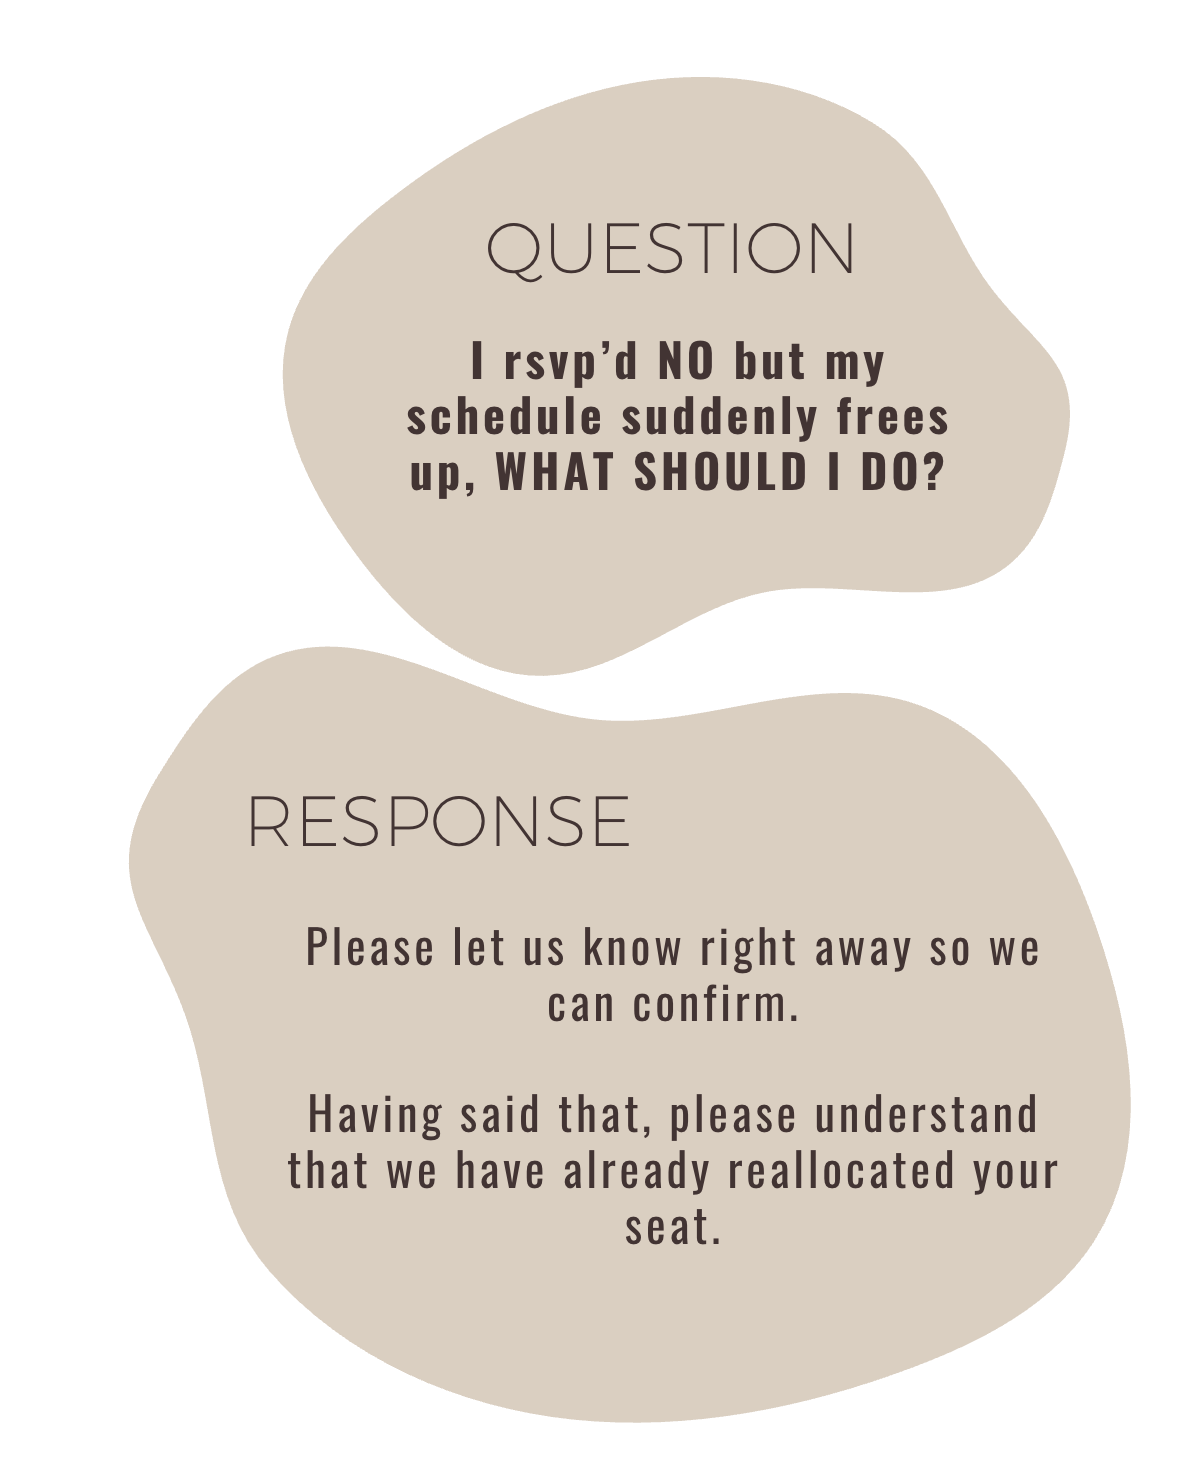 QUESTION
I rsvp’d NO but my
schedule suddenly frees
up, WHAT SHOULD I DO?
RESPONSE
Please let us know right away so we
can confirm.
Having said that, please understand
that we have already reallocated your
seat.